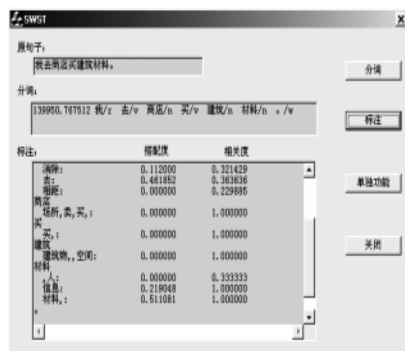 SWST
原句子:
我去商店买建筑材料。
分词:
139950.767512 我/r 去/v 商店/n 买/v 建筑/n 材料/n 。/w
标注: 搭配度 相关度
消除: 0.112000 0.321429
去: 0.461852 0.363636
相距: 0.000000 0.229885
商店
场所,卖,买,: 0.000000 1.000000
买
买,: 0.000000 1.000000
建筑
建筑物,,空间: 0.000000 1.000000
材料
,人: 0.000000 0.333333
信息: 0.219048 1.000000
材料,: 0.511081 1.000000
。
分词
标注
单独功能
关闭